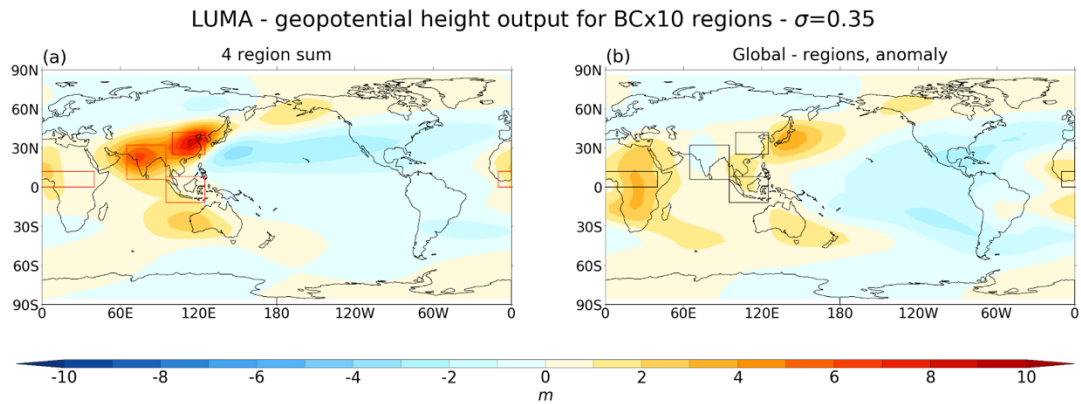 LUMA - geopotential height output for BCx10 regions - σ=0.35
(a) 4 region sum
(b) Global - regions, anomaly
90N
60N
30N
0
30S
60S
90S
0 60E 120E 180 120W 60W 0
90N
60N
30N
0
30S
60S
90S
0 60E 120E 180 120W 60W 0
-10 -8 -6 -4 -2 0 2 4 6 8 10
m